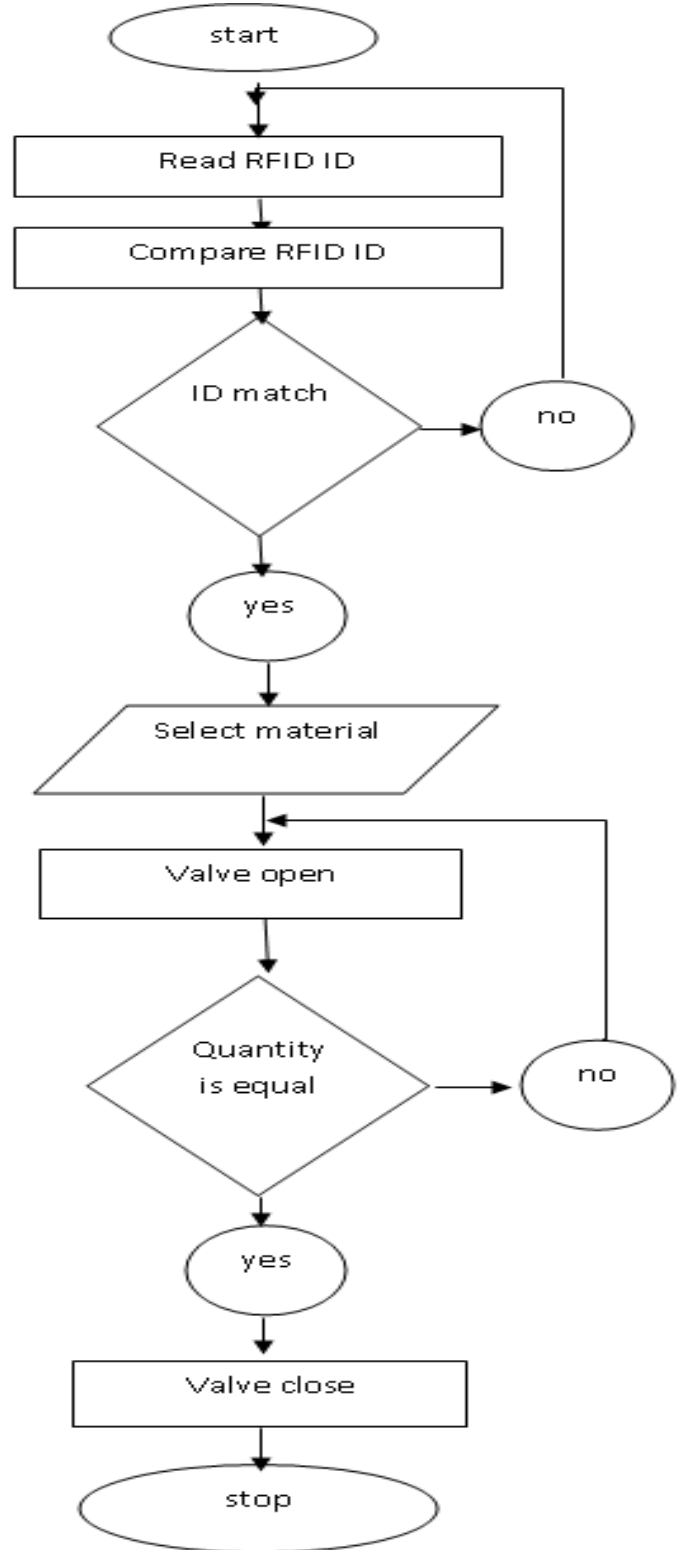 start
Read RFID ID
Compare RFID ID
ID match
no
yes
Select material
Valve open
Quantity
is equal
no
yes
Valve close
stop